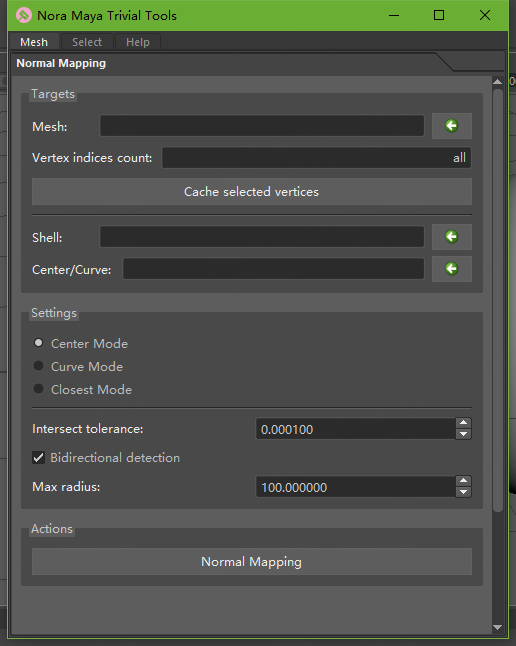 Nora Maya Trivial Tools
Mesh Select Help
Normal Mapping
Targets
Mesh:
Vertex indices count: all
Cache selected vertices
Shell:
Center/Curve:
Settings
Center Mode
Curve Mode
Closest Mode
Intersect tolerance: 0.000100
Bidirectional detection
Max radius: 100.000000
Actions
Normal Mapping